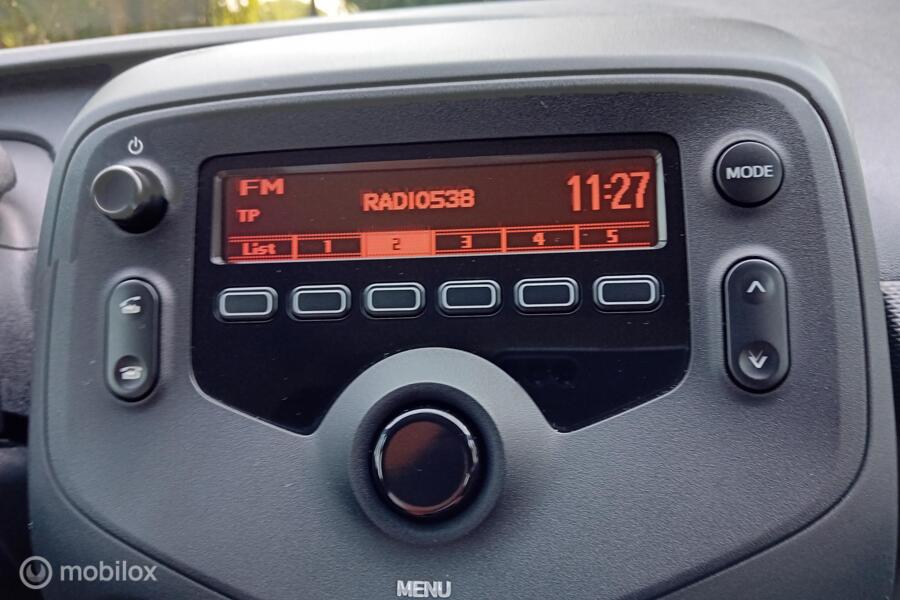 FM
RADIO538
11:27
TP
List 1 2 3 4 5
MODE
MENU
mobilox